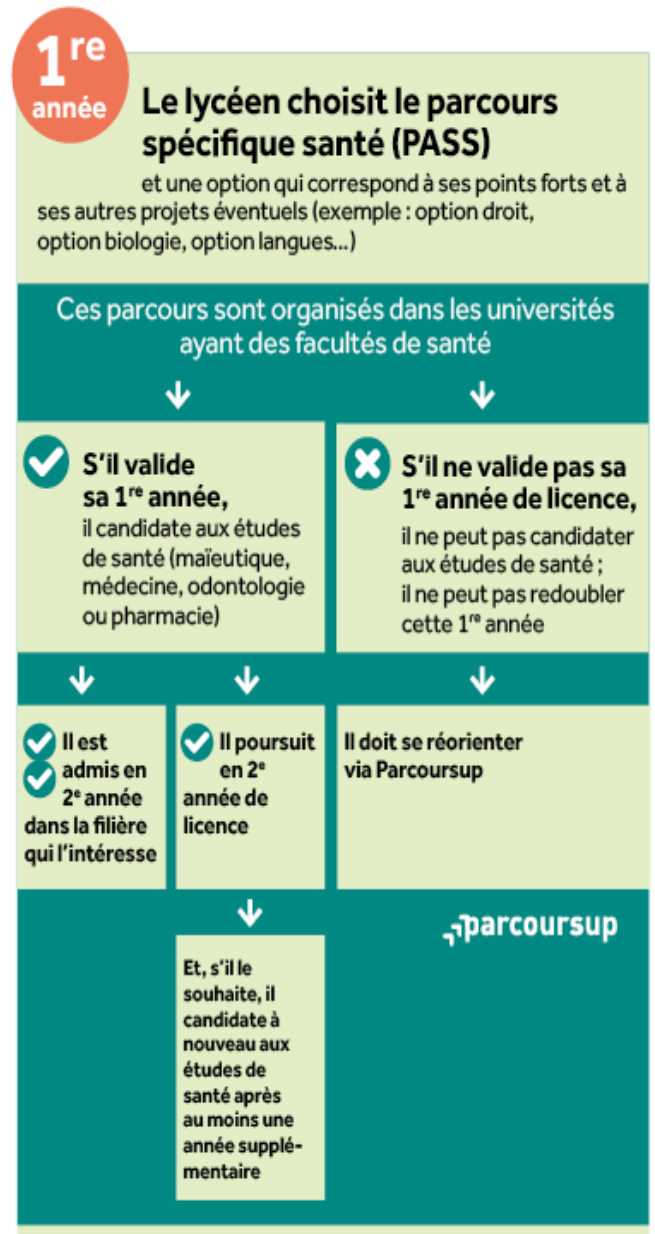 1re
année
Le lycéen choisit le parcours
spécifique santé (PASS)
et une option qui correspond à ses points forts et à
ses autres projets éventuels (exemple : option droit,
option biologie, option langues...)
Ces parcours sont organisés dans les universités
ayant des facultés de santé
S'il valide
sa 1re année,
il candidate aux études
de santé (maïeutique,
médecine, odontologie
ou pharmacie)
S'il ne valide pas sa
1re année de licence,
il ne peut pas candidater
aux études de santé ;
il ne peut pas redoubler
cette 1re année
Il est
admis en
2e année
dans la filière
qui l'intéresse
Il poursuit
en 2e
année de
licence
Il doit se réorienter
via Parcoursup
parcoursup
Et, s'il le
souhaite, il
candidate à
nouveau aux
études de
santé après
au moins une
année supplé-
mentaire